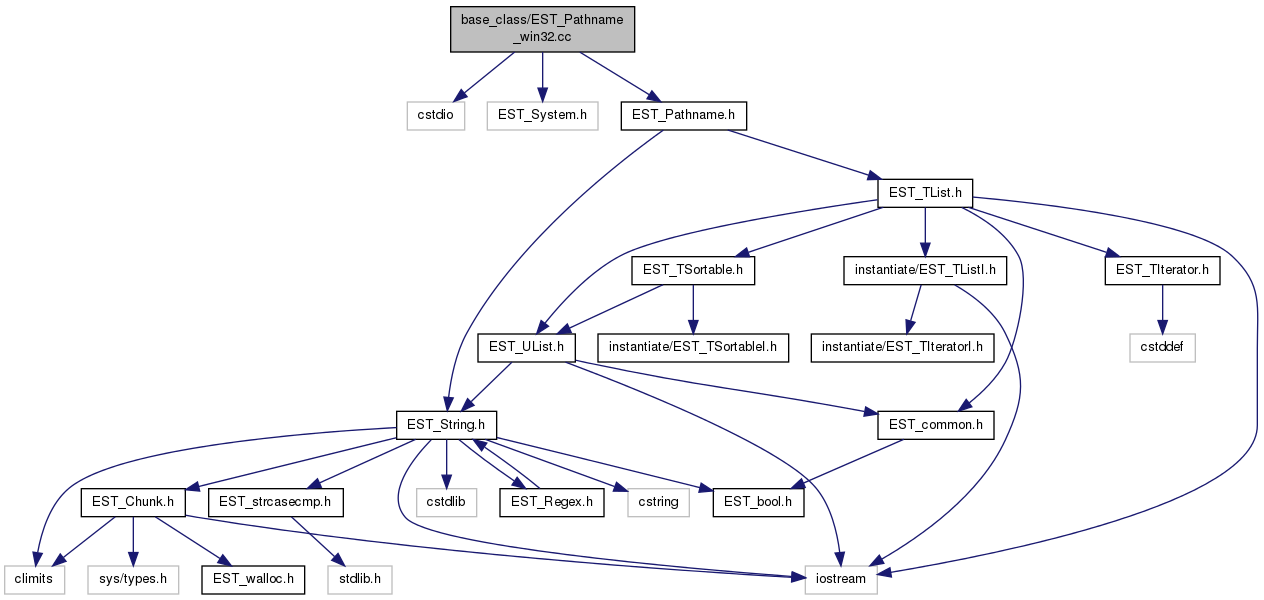 base_class/EST_Pathname
_win32.cc
cstdio
EST_System.h
EST_Pathname.h
EST_TList.h
EST_TSortable.h
instantiate/EST_TListI.h
EST_TIterator.h
EST_UList.h
instantiate/EST_TSortableI.h
instantiate/EST_TIteratorI.h
cstddef
EST_String.h
EST_common.h
EST_Chunk.h
EST_strcasecmp.h
cstdlib
EST_Regex.h
cstring
EST_bool.h
climits
sys/types.h
EST_walloc.h
stdlib.h
iostream